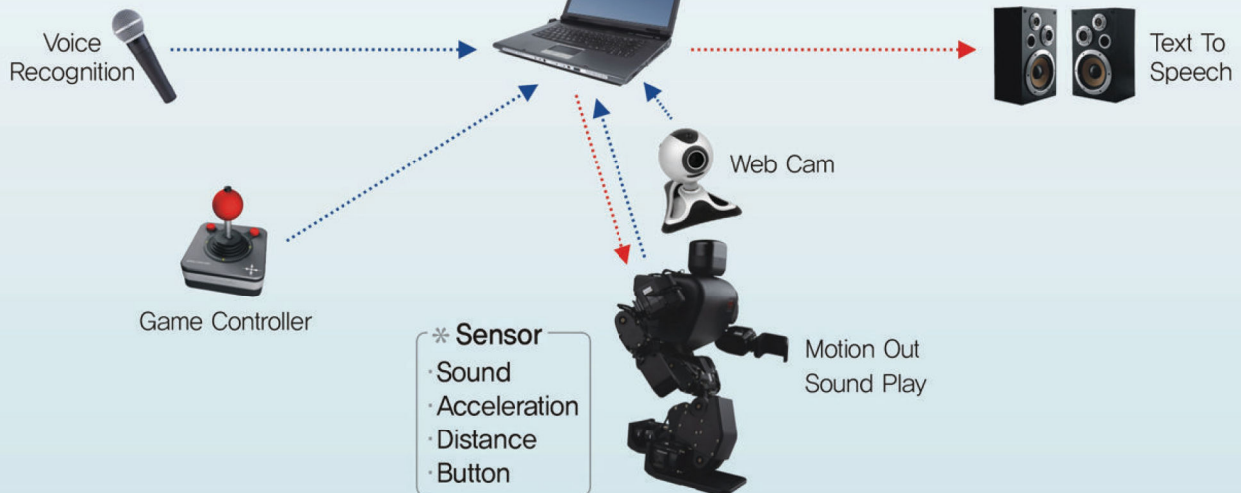 Voice
Recognition
Text To
Speech
Web Cam
Game Controller
* Sensor
· Sound
· Acceleration
· Distance
· Button
Motion Out
Sound Play